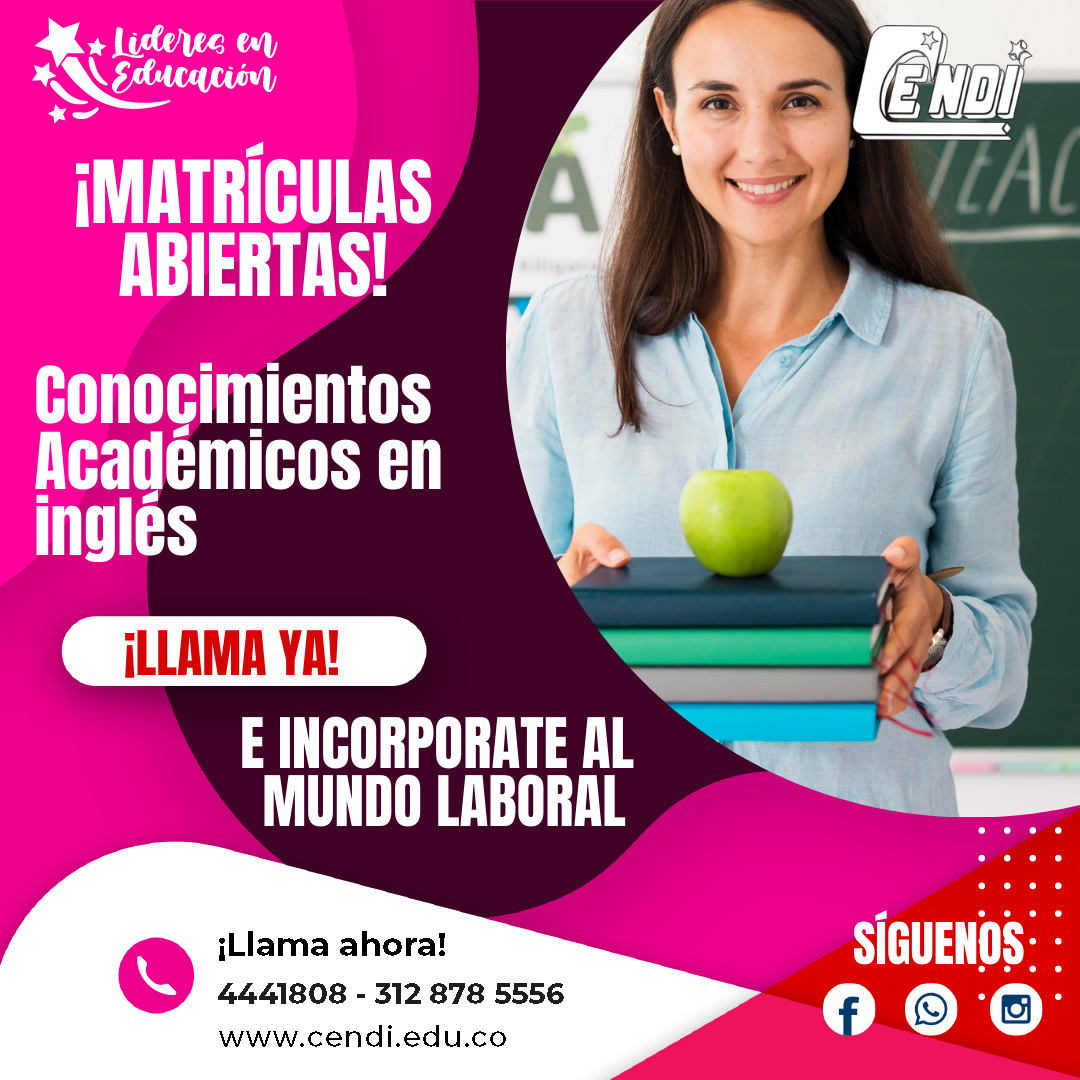 Lideres en
Educación
CENDI
¡MATRÍCULAS
ABIERTAS!
TEAC
Conocimientos
Académicos en
inglés
¡LLAMA YA!
E INCORPORATE AL
MUNDO LABORAL
¡Llama ahora!
4441808 - 312 878 5556
www.cendi.edu.co
SÍGUENOS